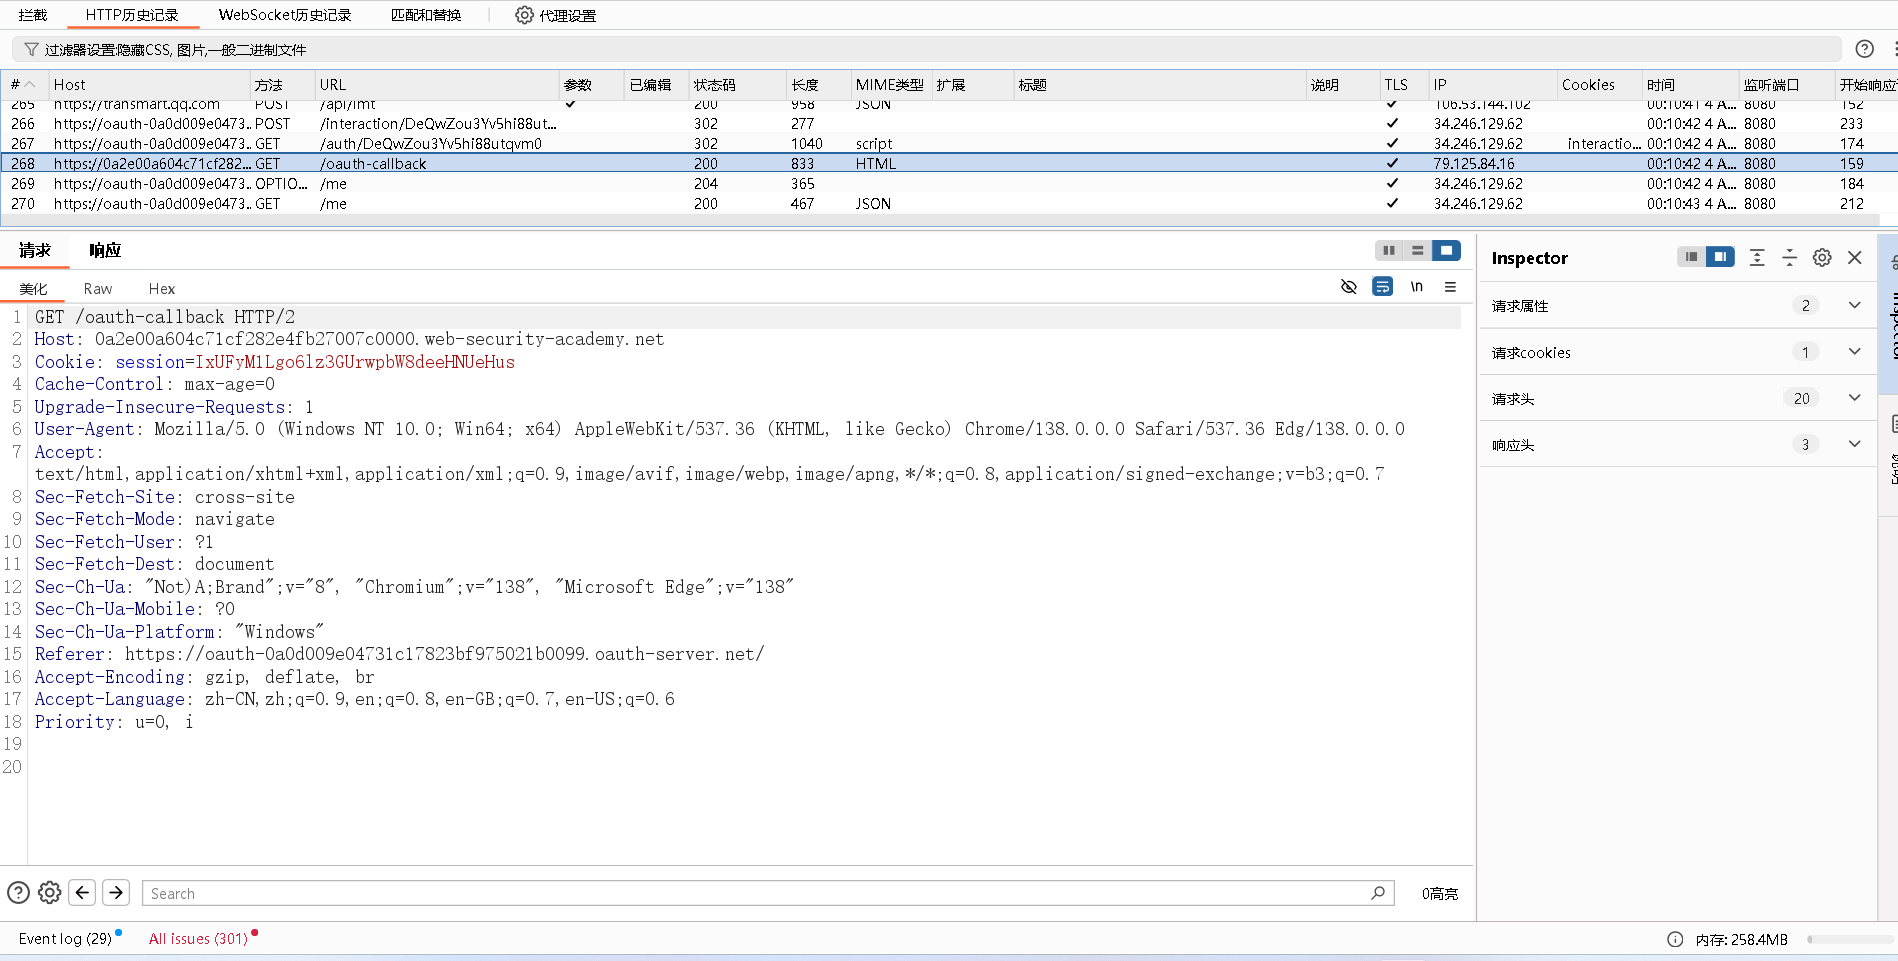 拦截 HTTP历史记录 WebSocket历史记录 匹配和替换 代理设置
过滤器设置:隐藏CSS, 图片,一般二进制文件
# Host 方法 URL 参数 已编辑 状态码 长度 MIME类型 扩展 标题 说明 TLS IP Cookies 时间 监听端口 开始响应
265 https://transmart.qq.com POST /api/imt ✓ 200 958 JSON ✓ 106.53.144.102 00:10:41 4 A... 8080 152
266 https://oauth-0a0d009e0473... POST /interaction/DeQwZou3Yv5hi88ut... 302 277 ✓ 34.246.129.62 00:10:42 4 A... 8080 233
267 https://oauth-0a0d009e0473... GET /auth/DeQwZou3Yv5hi88utqvm0 302 1040 script ✓ 34.246.129.62 interactio... 00:10:42 4 A... 8080 174
268 https://0a2e00a604c71cf282... GET /oauth-callback 200 833 HTML ✓ 79.125.84.16 00:10:42 4 A... 8080 159
269 https://oauth-0a0d009e0473... OPTIO... /me 204 365 ✓ 34.246.129.62 00:10:42 4 A... 8080 184
270 https://oauth-0a0d009e0473... GET /me 200 467 JSON ✓ 34.246.129.62 00:10:43 4 A... 8080 212
请求 响应
美化 Raw Hex
\n
1 GET /oauth-callback HTTP/2
2 Host: 0a2e00a604c71cf282e4fb27007c0000.web-security-academy.net
3 Cookie: session=IxUFyM1Lgo6lz3GUrwpbW8deeHNUeHus
4 Cache-Control: max-age=0
5 Upgrade-Insecure-Requests: 1
6 User-Agent: Mozilla/5.0 (Windows NT 10.0; Win64; x64) AppleWebKit/537.36 (KHTML, like Gecko) Chrome/138.0.0.0 Safari/537.36 Edg/138.0.0.0
7 Accept:
text/html,application/xhtml+xml,application/xml;q=0.9,image/avif,image/webp,image/apng,*/*;q=0.8,application/signed-exchange;v=b3;q=0.7
8 Sec-Fetch-Site: cross-site
9 Sec-Fetch-Mode: navigate
10 Sec-Fetch-User: ?1
11 Sec-Fetch-Dest: document
12 Sec-Ch-Ua: "Not)A;Brand";v="8", "Chromium";v="138", "Microsoft Edge";v="138"
13 Sec-Ch-Ua-Mobile: ?0
14 Sec-Ch-Ua-Platform: "Windows"
15 Referer: https://oauth-0a0d009e04731c17823bf975021b0099.oauth-server.net/
16 Accept-Encoding: gzip, deflate, br
17 Accept-Language: zh-CN,zh;q=0.9,en;q=0.8,en-GB;q=0.7,en-US;q=0.6
18 Priority: u=0, i
19
20
Inspector
请求属性 2
请求cookies 1
请求头 20
响应头 3
Inspector
Search 0高亮
Event log (29) All issues (301) 内存: 258.4MB